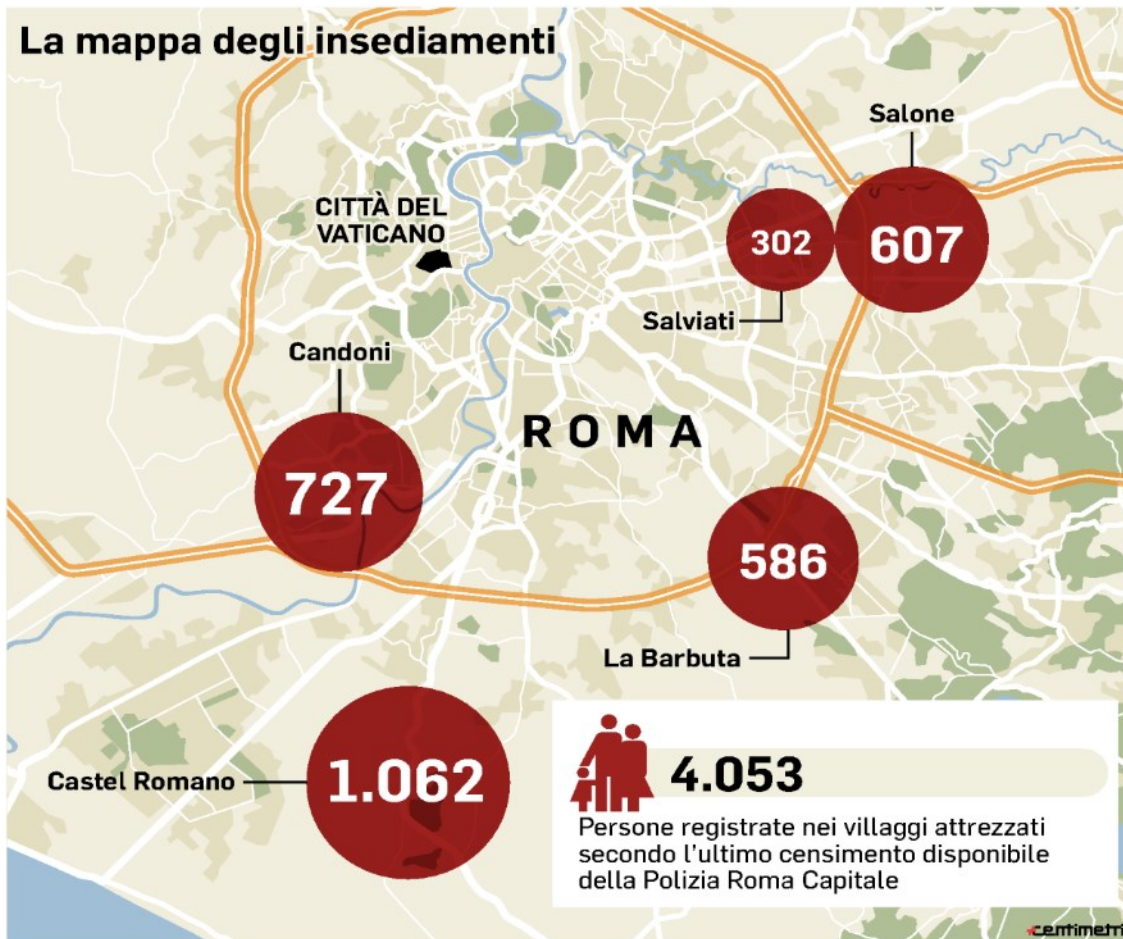 La mappa degli insediamenti
Salone
607
302
Salviati
CITTÀ DEL
VATICANO
Candoni
727
ROMA
586
La Barbuta
Castel Romano
1.062
4.053
Persone registrate nei villaggi attrezzati
secondo l'ultimo censimento disponibile
della Polizia Roma Capitale
centimetri